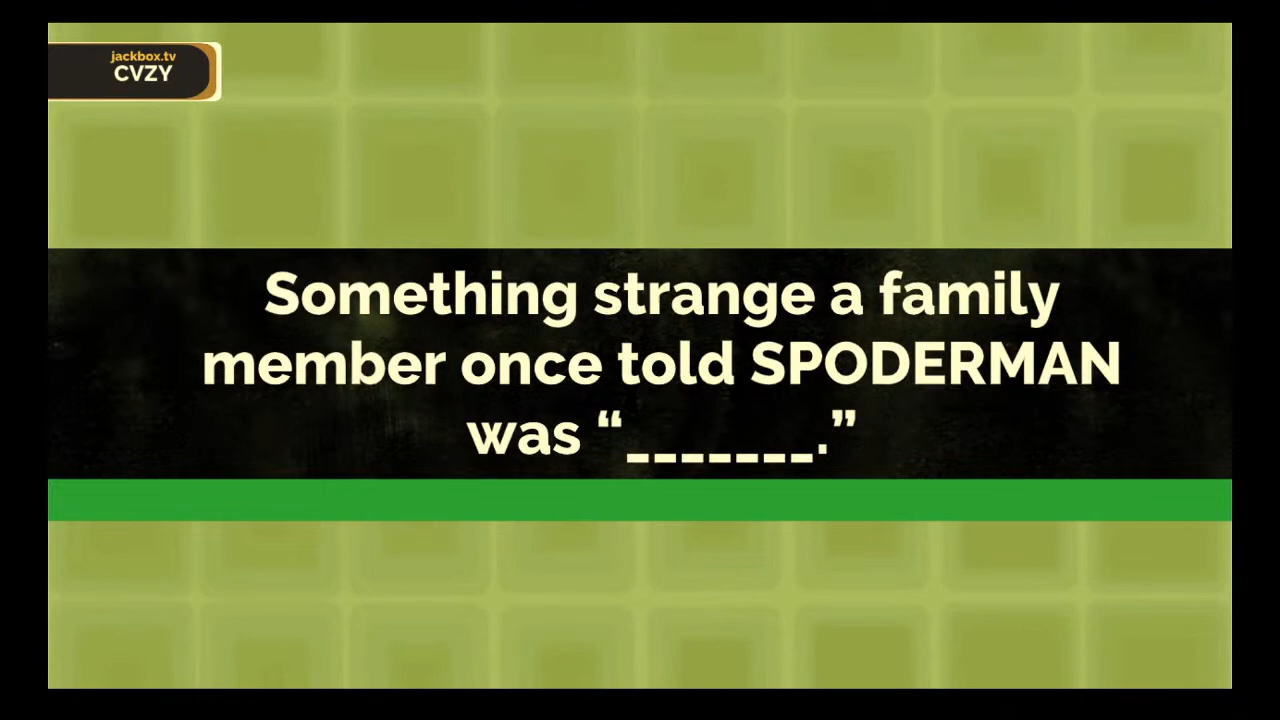 jackbox.tv
CVZY
Something strange a family
member once told SPODERMAN
was “_______.”